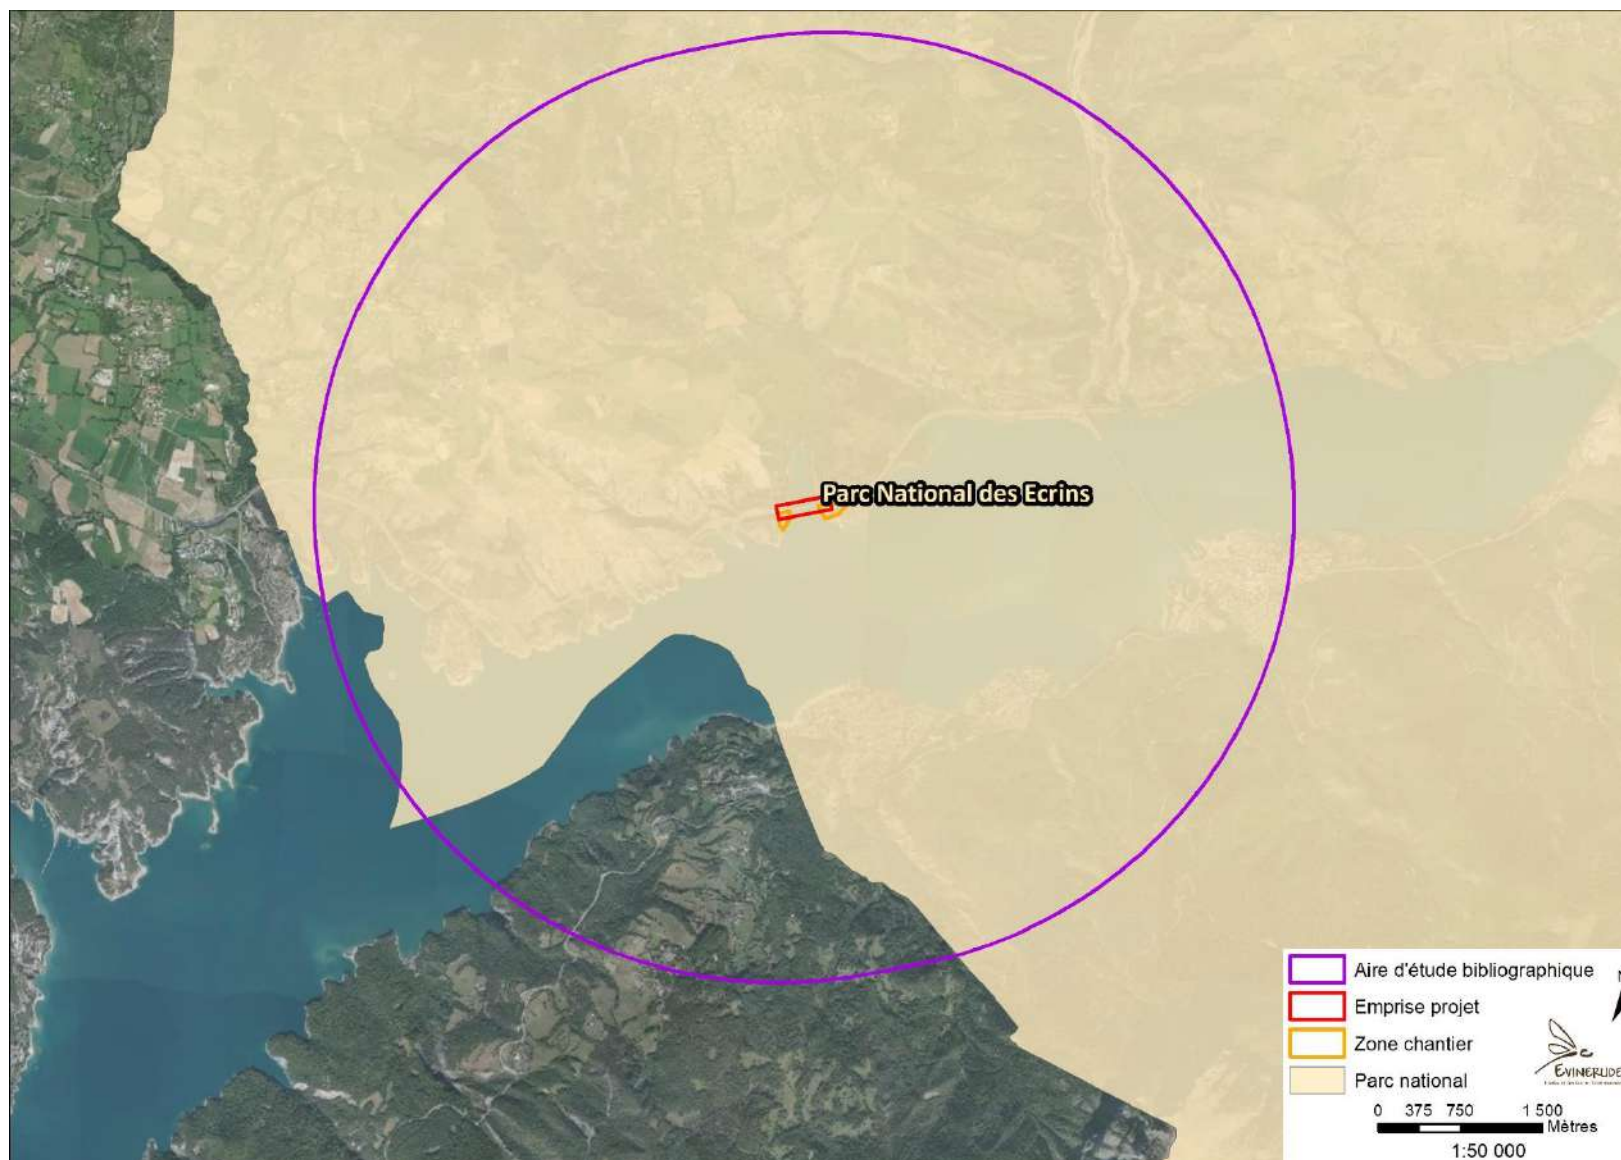 Parc National des Ecrins
Aire d'étude bibliographique
Emprise projet
Zone chantier
Parc national
EVINERUDE
0 375 750 1 500
Mètres
1:50 000